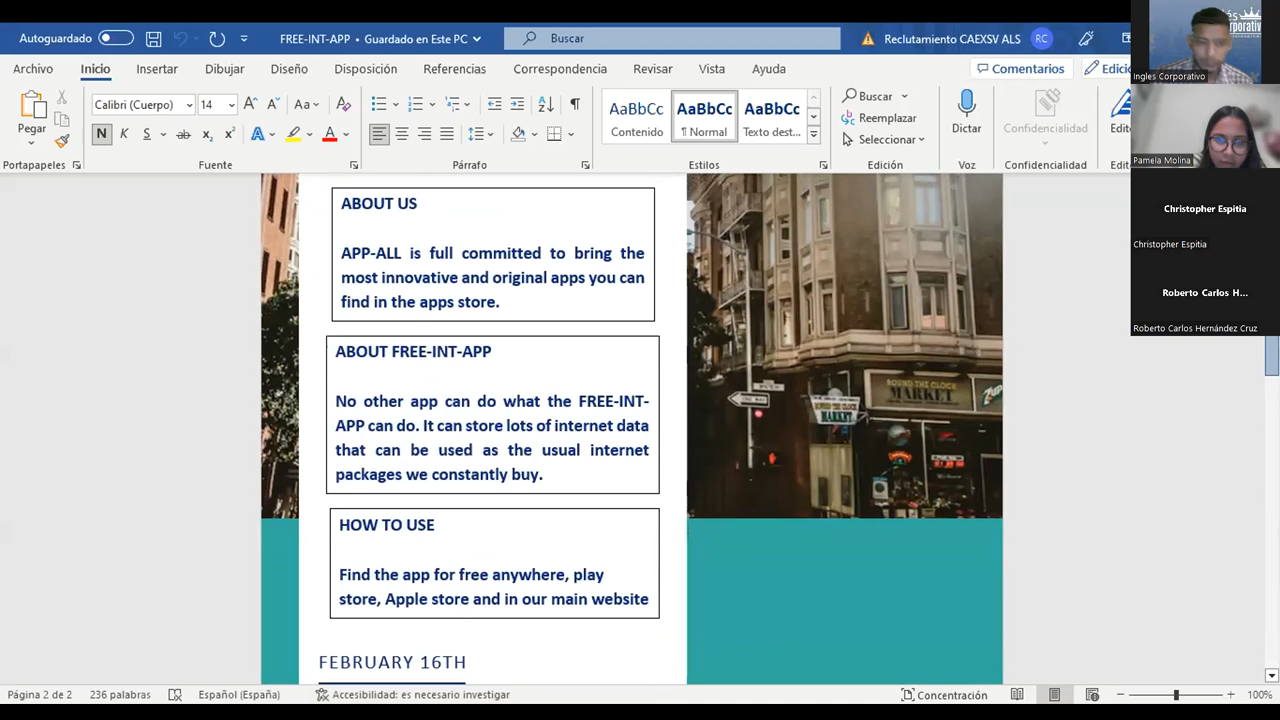 Autoguardado
FREE-INT-APP • Guardado en Este PC
Buscar
Reclutamiento CAEXSV ALS
RC
Archivo Inicio Insertar Dibujar Diseño Disposición Referencias Correspondencia Revisar Vista Ayuda
Comentarios
Edició
Pegar
Calibri (Cuerpo) 14
N K S
AaBbCc AaBbCc AaBbCc
Contenido ¶ Normal Texto dest...
Buscar
Reemplazar
Seleccionar
Dictar
Confidencialidad
Edito
Portapapeles Fuente Párrafo Estilos Edición Voz Confidencialidad
Ingles Corporativo
Pamela Molina
Christopher Espitia
Christopher Espitia
Roberto Carlos H...
Roberto Carlos Hernández Cruz
ABOUT US
APP-ALL is full committed to bring the
most innovative and original apps you can
find in the apps store.
ABOUT FREE-INT-APP
No other app can do what the FREE-INT-
APP can do. It can store lots of internet data
that can be used as the usual internet
packages we constantly buy.
HOW TO USE
Find the app for free anywhere, play
store, Apple store and in our main website
FEBRUARY 16TH
ROUND THE CLOCK
MARKET
MARKET
Página 2 de 2 236 palabras Español (España) Accesibilidad: es necesario investigar
Concentración
100%